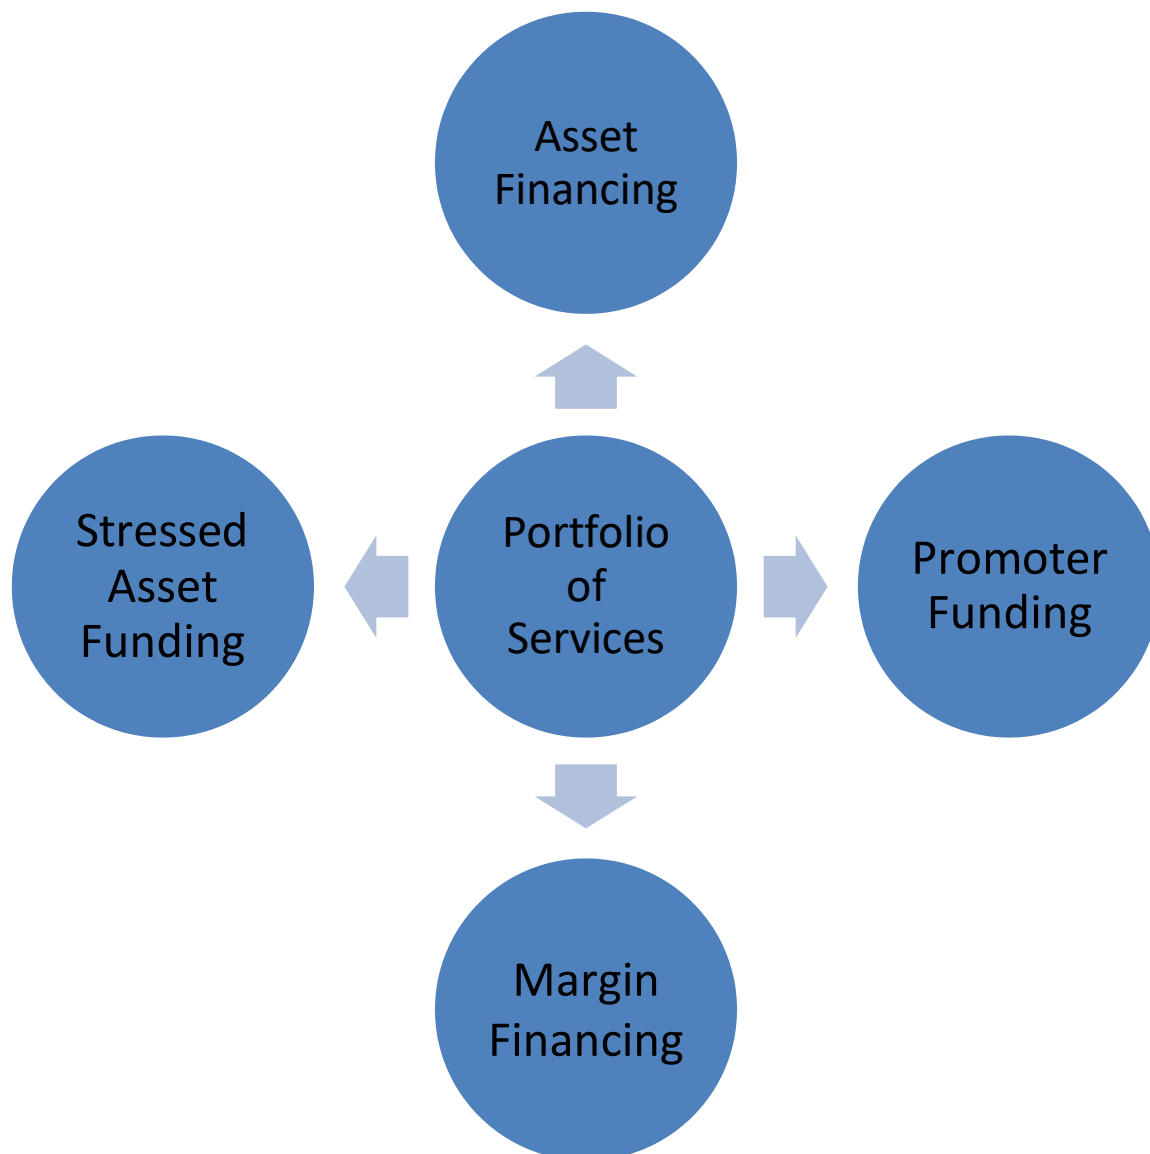 Asset
Financing
Stressed
Asset
Funding
Portfolio
of
Services
Promoter
Funding
Margin
Financing